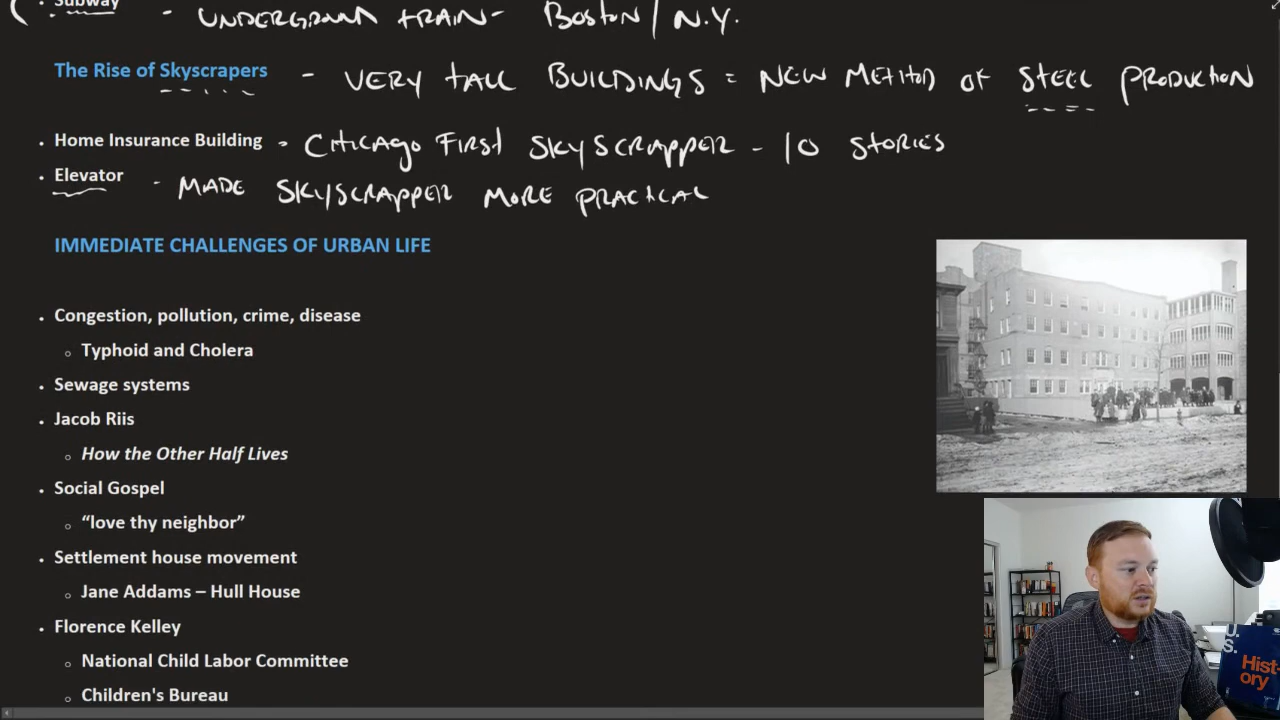 Subway - UNDERGROUND TRAIN - BOSTON / N.Y.
The Rise of Skyscrapers - VERY TALL BUILDINGS = NEW METHOD OF STEEL PRODUCTION
Home Insurance Building - CHICAGO FIRST SKYSCRAPPER - 10 STORIES
Elevator - MADE SKYSCRAPPER MORE PRACTICAL
IMMEDIATE CHALLENGES OF URBAN LIFE
Congestion, pollution, crime, disease
Typhoid and Cholera
Sewage systems
Jacob Riis
How the Other Half Lives
Social Gospel
“love thy neighbor”
Settlement house movement
Jane Addams – Hull House
Florence Kelley
National Child Labor Committee
Children's Bureau
U.
S.
Hist-
ory